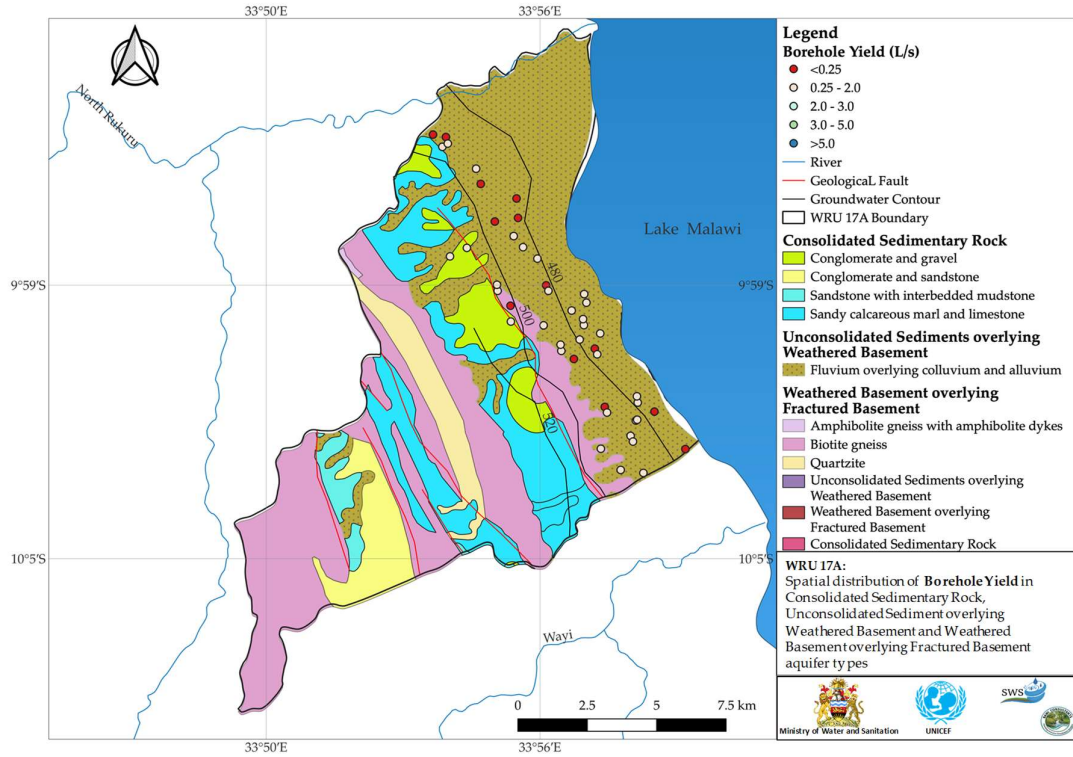 33°50'E
33°56'E
North Rukuru
Lake Malawi
480
500
520
9°59'S
9°59'S
10°5'S
10°5'S
Wayi
0
2.5
5
7.5 km
33°50'E
33°56'E
Legend
Borehole Yield (L/s)
<0.25
0.25 - 2.0
2.0 - 3.0
3.0 - 5.0
>5.0
River
GeologicaL Fault
Groundwater Contour
WRU 17A Boundary
Consolidated Sedimentary Rock
Conglomerate and gravel
Conglomerate and sandstone
Sandstone with interbedded mudstone
Sandy calcareous marl and limestone
Unconsolidated Sediments overlying
Weathered Basement
Fluvium overlying colluvium and alluvium
Weathered Basement overlying
Fractured Basement
Amphibolite gneiss with amphibolite dykes
Biotite gneiss
Quartzite
Unconsolidated Sediments overlying
Weathered Basement
Weathered Basement overlying
Fractured Basement
Consolidated Sedimentary Rock
WRU 17A:
Spatial distribution of Borehole Yield in
Consolidated Sedimentary Rock,
Unconsolidated Sediment overlying
Weathered Basement and Weathered
Basement overlying Fractured Basement
aquifer types
Ministry of Water and Sanitation
UNICEF
SWS